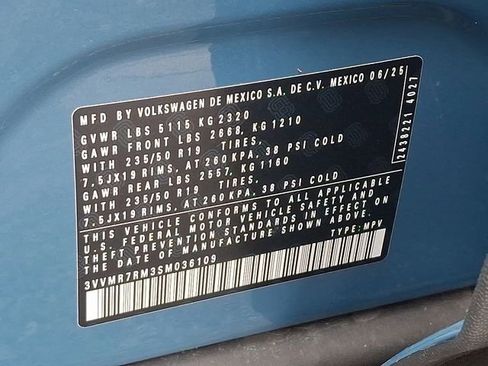 MFD BY VOLKSWAGEN DE MEXICO S.A. DE C.V. MEXICO 06/25
GVWR LBS 5115 KG 2320
GAWR FRONT LBS 2668, KG 1210
WITH 235/50 R19 TIRES,
7,5JX19 RIMS, AT 260 KPA, 38 PSI COLD
GAWR REAR LBS 2557, KG 1160
WITH 235/50 R19 TIRES,
7,5JX19 RIMS, AT 260 KPA, 38 PSI COLD
THIS VEHICLE CONFORMS TO ALL APPLICABLE
U.S. FEDERAL MOTOR VEHICLE SAFETY AND
THEFT PREVENTION STANDARDS IN EFFECT ON
THE DATE OF MANUFACTURE SHOWN ABOVE.
3VVMR7RM3SM036109 TYPE: MPV
2438221 4027